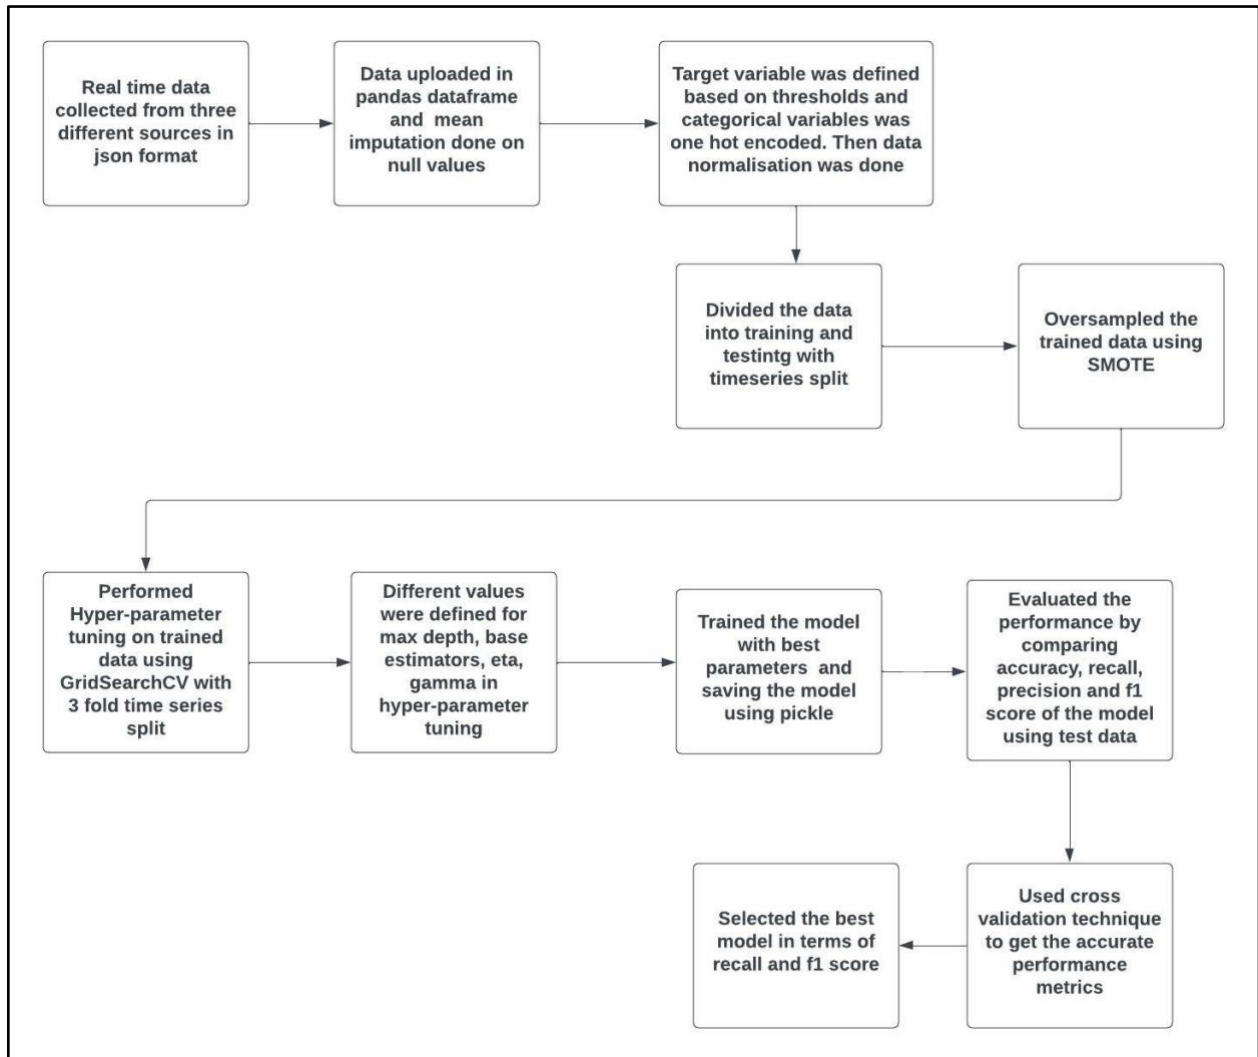 Real time data
collected from three
different sources in
json format
Data uploaded in
pandas dataframe
and mean
imputation done on
null values
Target variable was defined
based on thresholds and
categorical variables was
one hot encoded. Then data
normalisation was done
Divided the data
into training and
testintg with
timeseries split
Oversampled the
trained data using
SMOTE
Performed
Hyper-parameter
tuning on trained
data using
GridSearchCV with
3 fold time series
split
Different values
were defined for
max depth, base
estimators, eta,
gamma in
hyper-parameter
tuning
Trained the model
with best
parameters and
saving the model
using pickle
Evaluated the
performance by
comparing
accuracy, recall,
precision and f1
score of the model
using test data
Used cross
validation technique
to get the accurate
performance
metrics
Selected the best
model in terms of
recall and f1 score